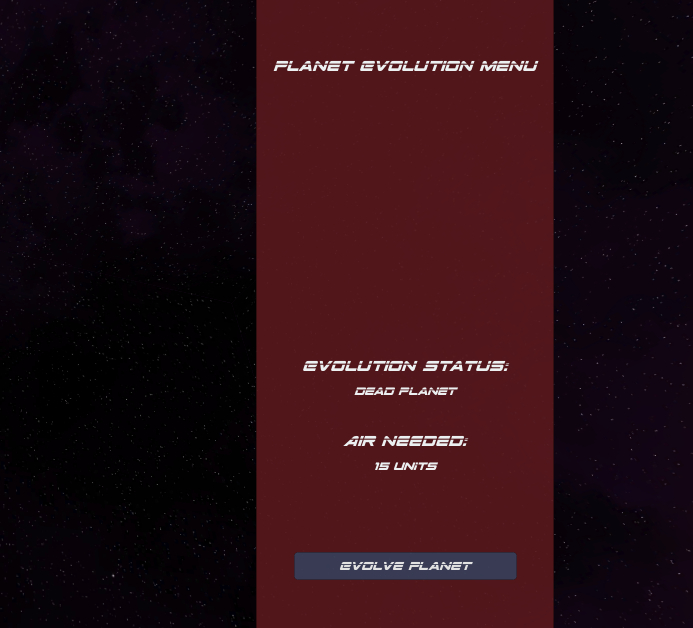 PLANET EVOLUTION MENU
EVOLUTION STATUS:
DEAD PLANET
AIR NEEDED:
15 UNITS
EVOLVE PLANET